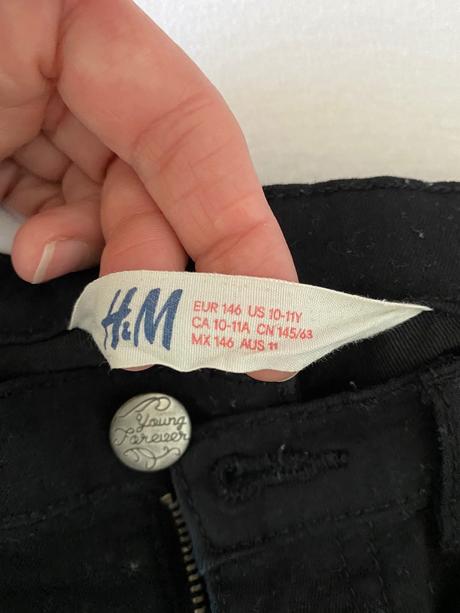 H&M
EUR 146 US 10-11Y
CA 10-11A CN 145/63
MX 146 AUS 11
Young
Forever